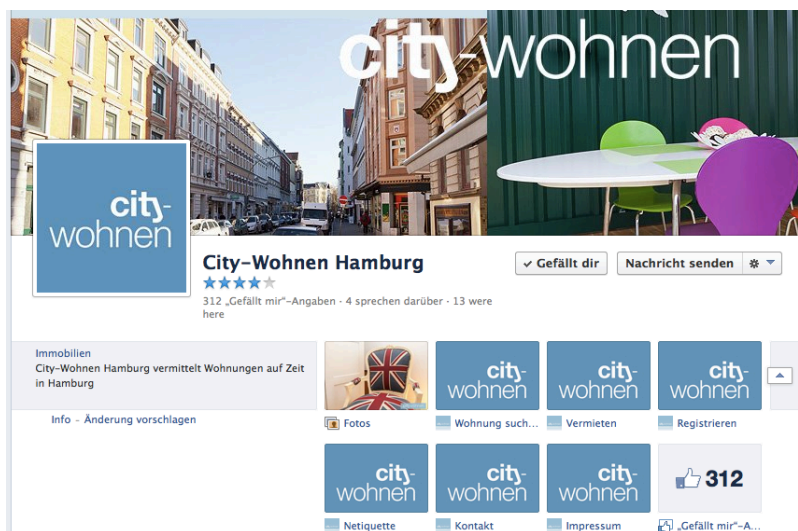 city-wohnen
city-
wohnen
City-Wohnen Hamburg
✓ Gefällt dir
Nachricht senden
312 „Gefällt mir“-Angaben · 4 sprechen darüber · 13 were
here
Immobilien
City-Wohnen Hamburg vermittelt Wohnungen auf Zeit
in Hamburg
Info - Änderung vorschlagen
city-
wohnen
city-
wohnen
city-
wohnen
Fotos
Wohnung such...
Vermieten
Registrieren
city-
wohnen
city-
wohnen
city-
wohnen
312
Netiquette
Kontakt
Impressum
„Gefällt mir“-A...